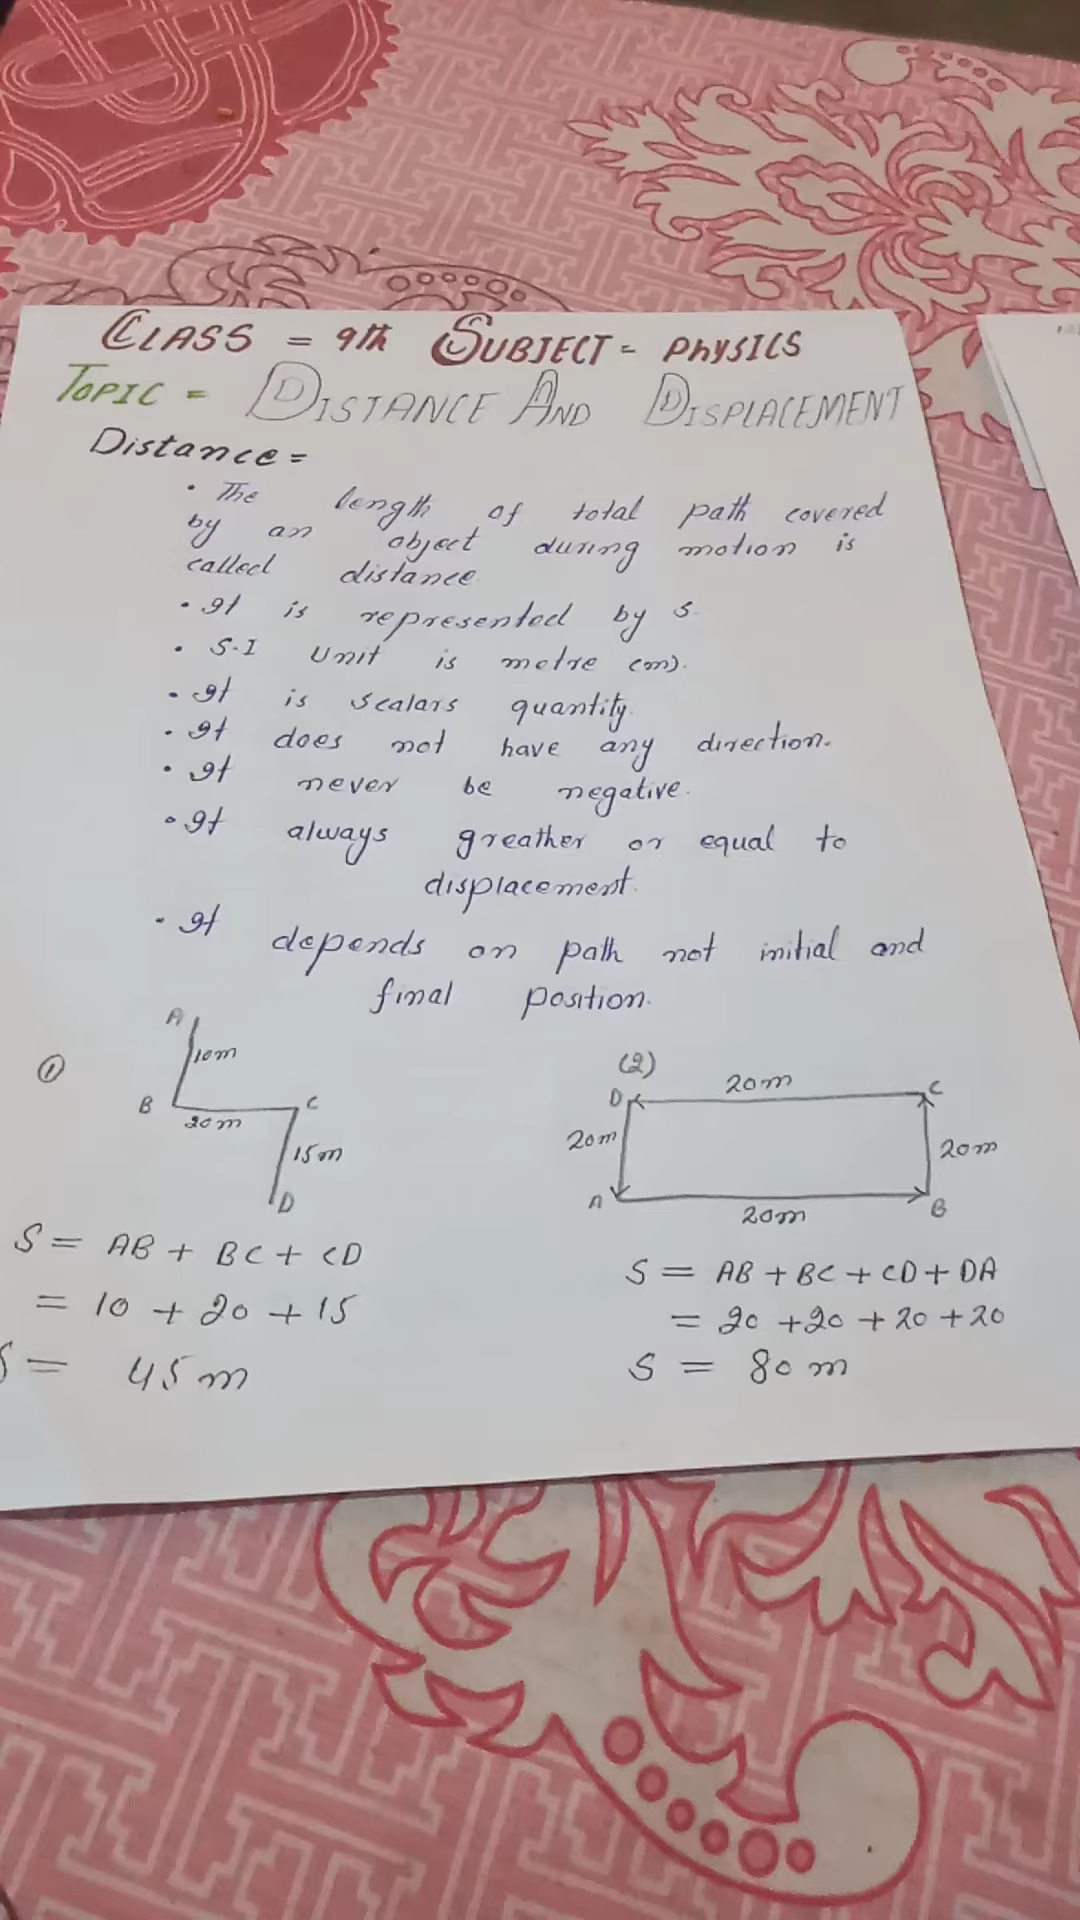 CLASS = 9th SUBJECT = PHYSICS
TOPIC = DISTANCE AND DISPLACEMENT
Distance =
• The length of total path covered
by an object during motion is
called distance.
• It is represented by s.
• S.I Unit is metre (m).
• It is scalars quantity.
• It does not have any direction.
• It never be negative.
• It always greather or equal to
displacement.
• It depends on path not initial and
final position.
①
A
10m
B
20m
C
15m
D
S = AB + BC + CD
= 10 + 20 + 15
S = 45m
(2)
D
20m
C
20m
20m
A
20m
B
S = AB + BC + CD + DA
= 20 + 20 + 20 + 20
S = 80 m